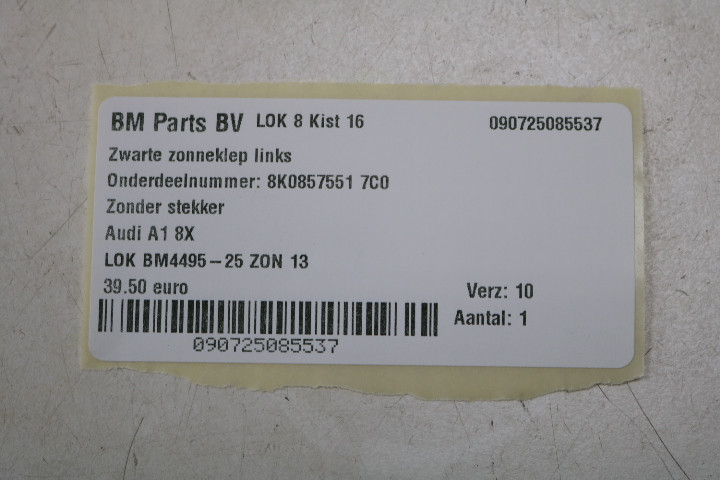 BM Parts BV LOK 8 Kist 16 090725085537
Zwarte zonneklep links
Onderdeelnummer: 8K0857551 7C0
Zonder stekker
Audi A1 8X
LOK BM4495-25 ZON 13
39.50 euro Verz: 10
Aantal: 1
090725085537